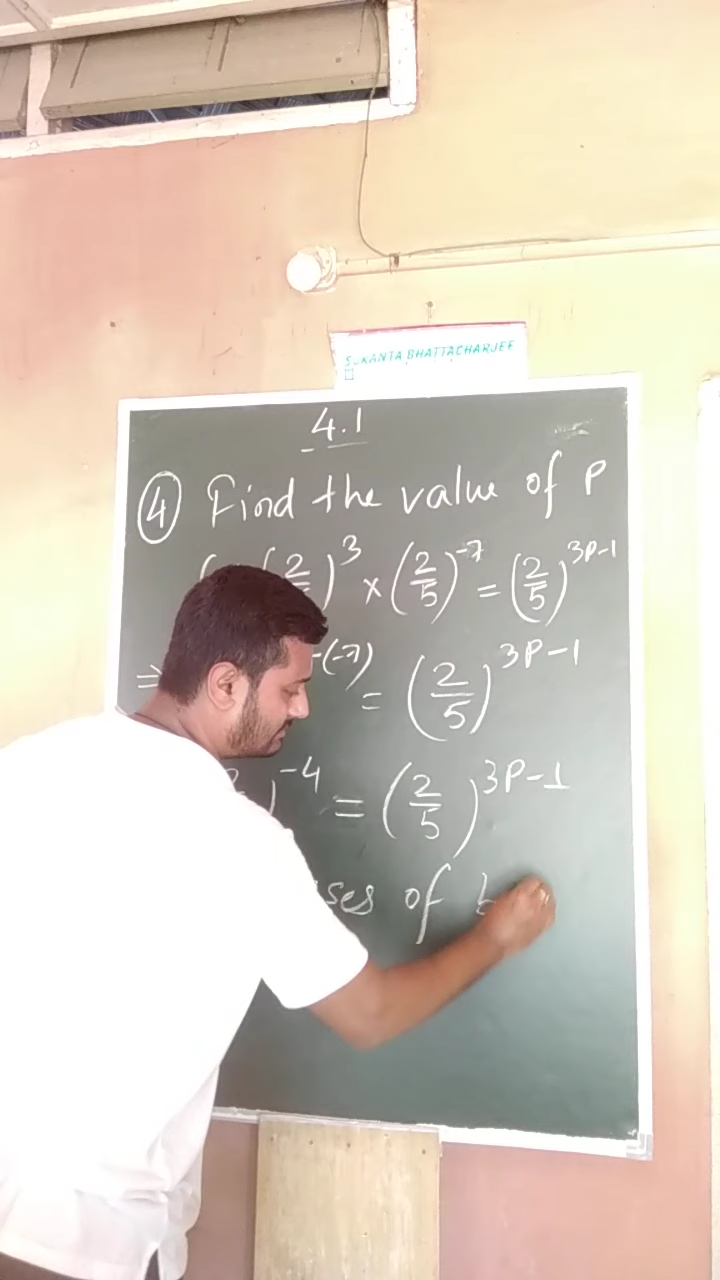 SUKANTA BHATTACHARJEE
4.1
④ Find the value of P
( (2/ )³ × (2/5)⁻⁷ = (2/5)³ᴾ⁻¹
⇒ -(-7) = (2/5)³ᴾ⁻¹
)⁻⁴ = (2/5)³ᴾ⁻¹
ses of